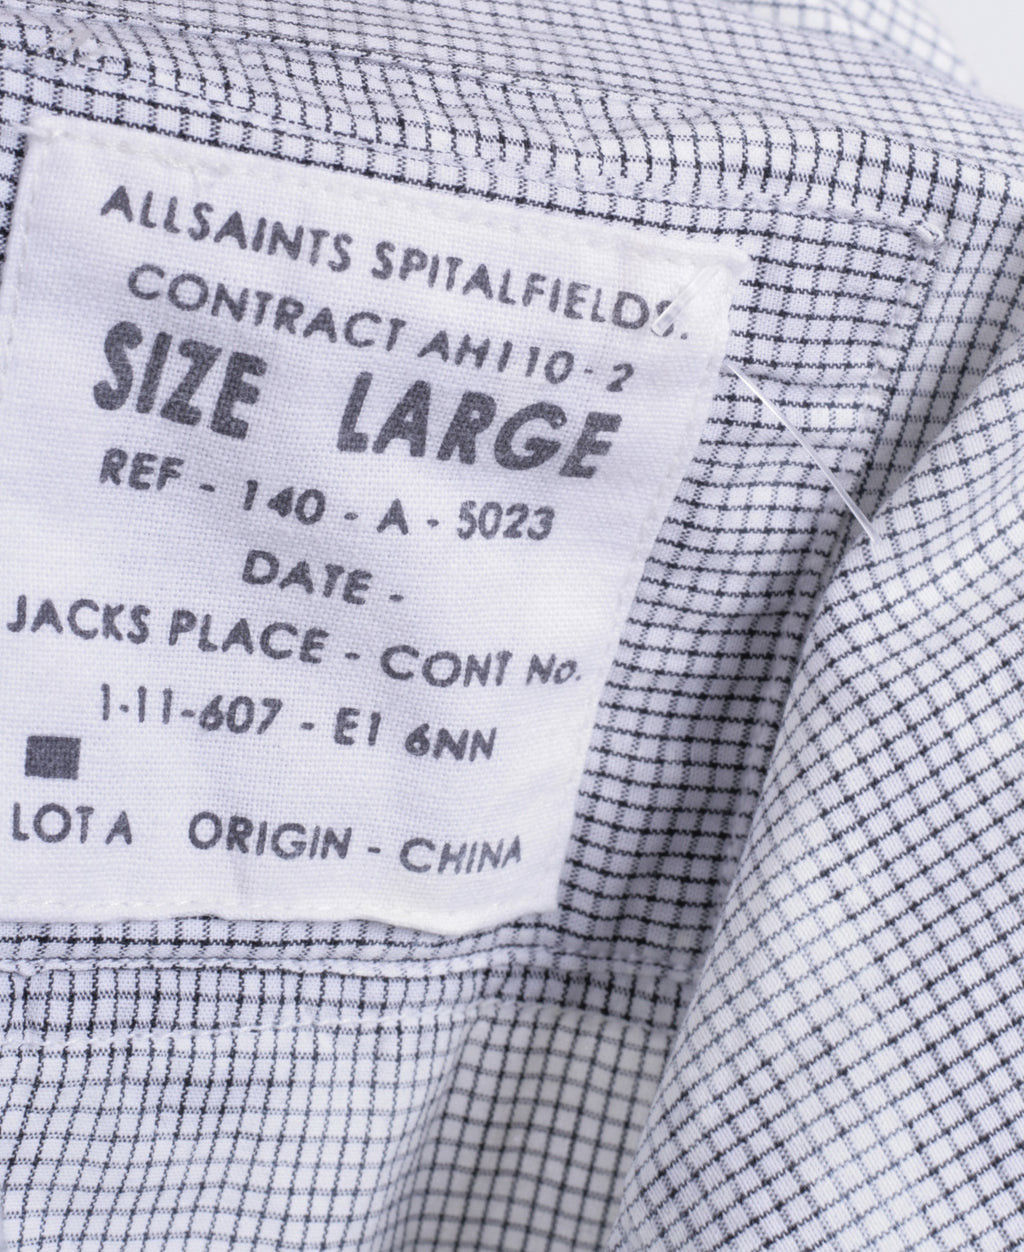 ALLSAINTS SPITALFIELDS.
CONTRACT AH110-2
SIZE LARGE
REF - 140 - A - 5023
DATE -
JACKS PLACE - CONT No.
1-11-607 - E1 6NN
LOT A ORIGIN - CHINA